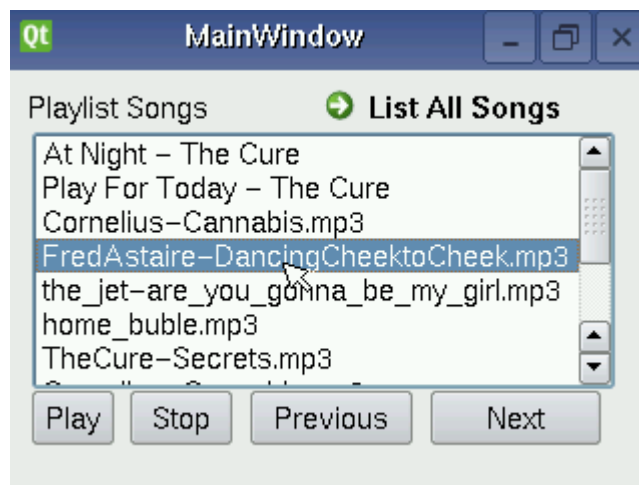 Qt MainWindow
Playlist Songs List All Songs
At Night – The Cure
Play For Today – The Cure
Cornelius–Cannabis.mp3
FredAstaire–DancingCheektoCheek.mp3
the_jet–are_you_gonna_be_my_girl.mp3
home_buble.mp3
TheCure–Secrets.mp3
Play Stop Previous Next